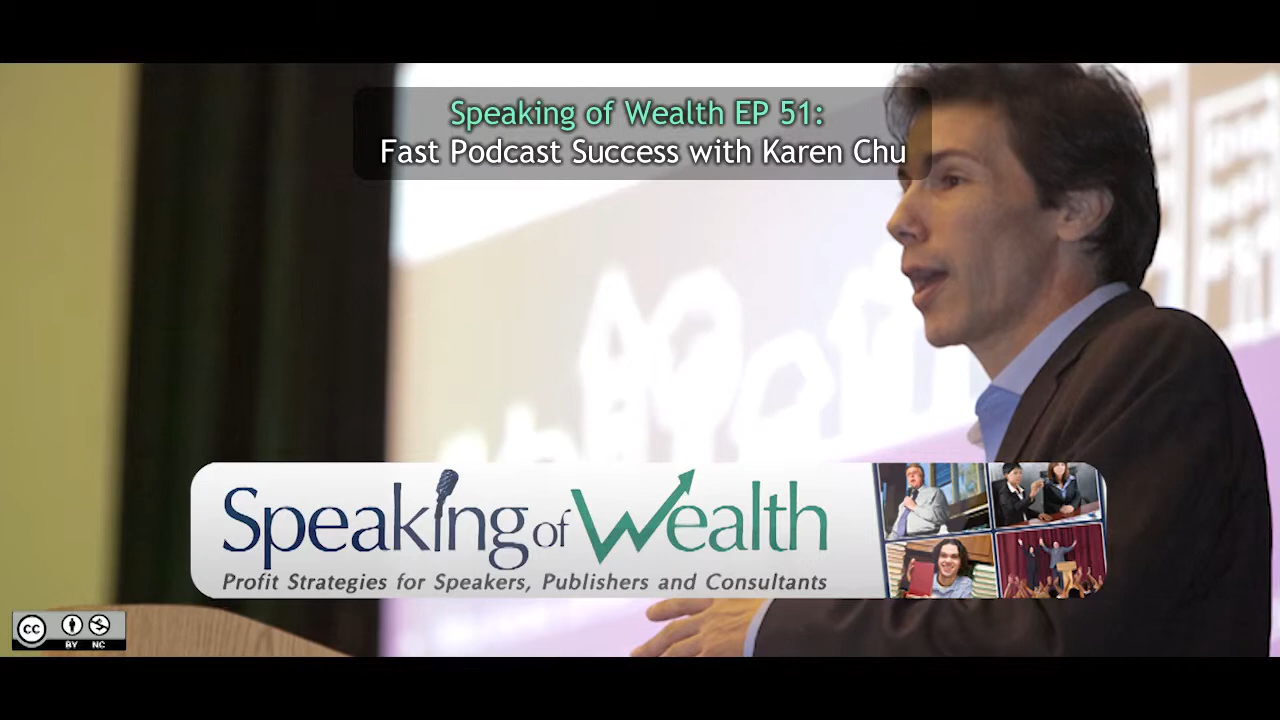 Speaking of Wealth EP 51:
Fast Podcast Success with Karen Chu
Speaking of Wealth
Profit Strategies for Speakers, Publishers and Consultants
cc
BY NC